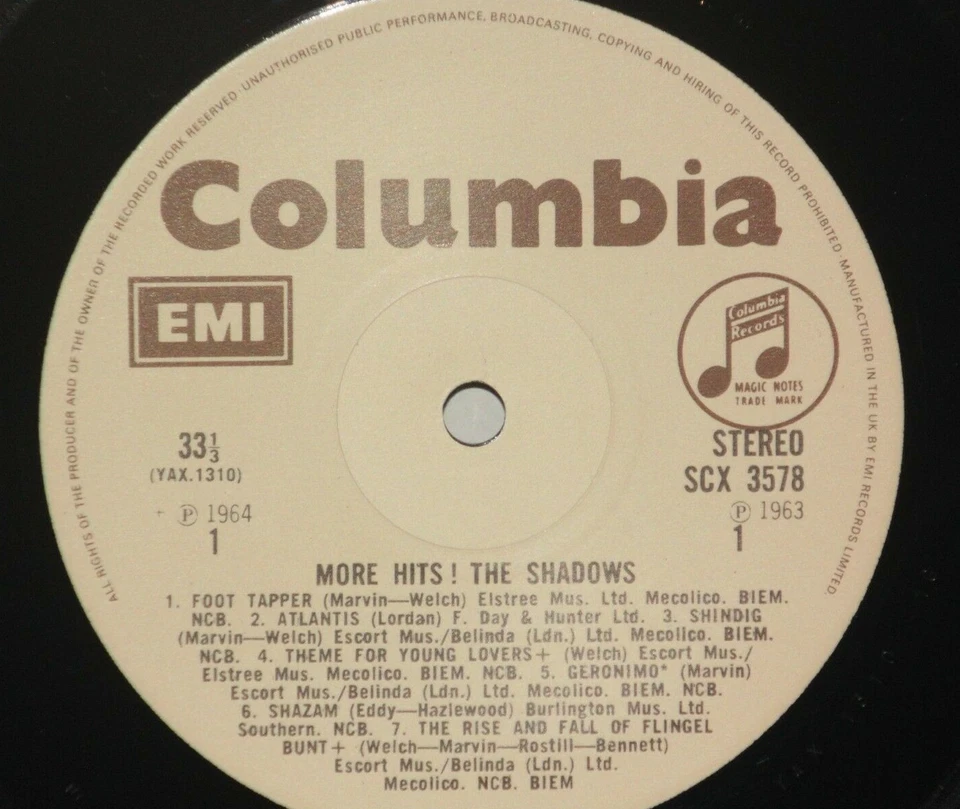 ALL RIGHTS OF THE PRODUCER AND OF THE OWNER OF THE RECORDED WORK RESERVED · UNAUTHORISED PUBLIC PERFORMANCE, BROADCASTING, COPYING AND HIRING OF THIS RECORD PROHIBITED · MANUFACTURED IN THE UK BY EMI RECORDS LIMITED.
Columbia
EMI
Columbia
Records
MAGIC NOTES
TRADE MARK
33⅓
(YAX.1310)
+ ℗ 1964
1
STEREO
SCX 3578
℗ 1963
1
MORE HITS! THE SHADOWS
1. FOOT TAPPER (Marvin—Welch) Elstree Mus. Ltd. Mecolico. BIEM.
NCB. 2. ATLANTIS (Lordan) F. Day & Hunter Ltd. 3. SHINDIG
(Marvin—Welch) Escort Mus./Belinda (Ldn.) Ltd. Mecolico. BIEM.
NCB. 4. THEME FOR YOUNG LOVERS+ (Welch) Escort Mus./
Elstree Mus. Mecolico. BIEM. NCB. 5. GERONIMO* (Marvin)
Escort Mus./Belinda (Ldn.) Ltd. Mecolico. BIEM. NCB.
6. SHAZAM (Eddy—Hazlewood) Burlington Mus. Ltd.
Southern. NCB. 7. THE RISE AND FALL OF FLINGEL
BUNT+ (Welch—Marvin—Rostill—Bennett)
Escort Mus./Belinda (Ldn.) Ltd.
Mecolico. NCB. BIEM